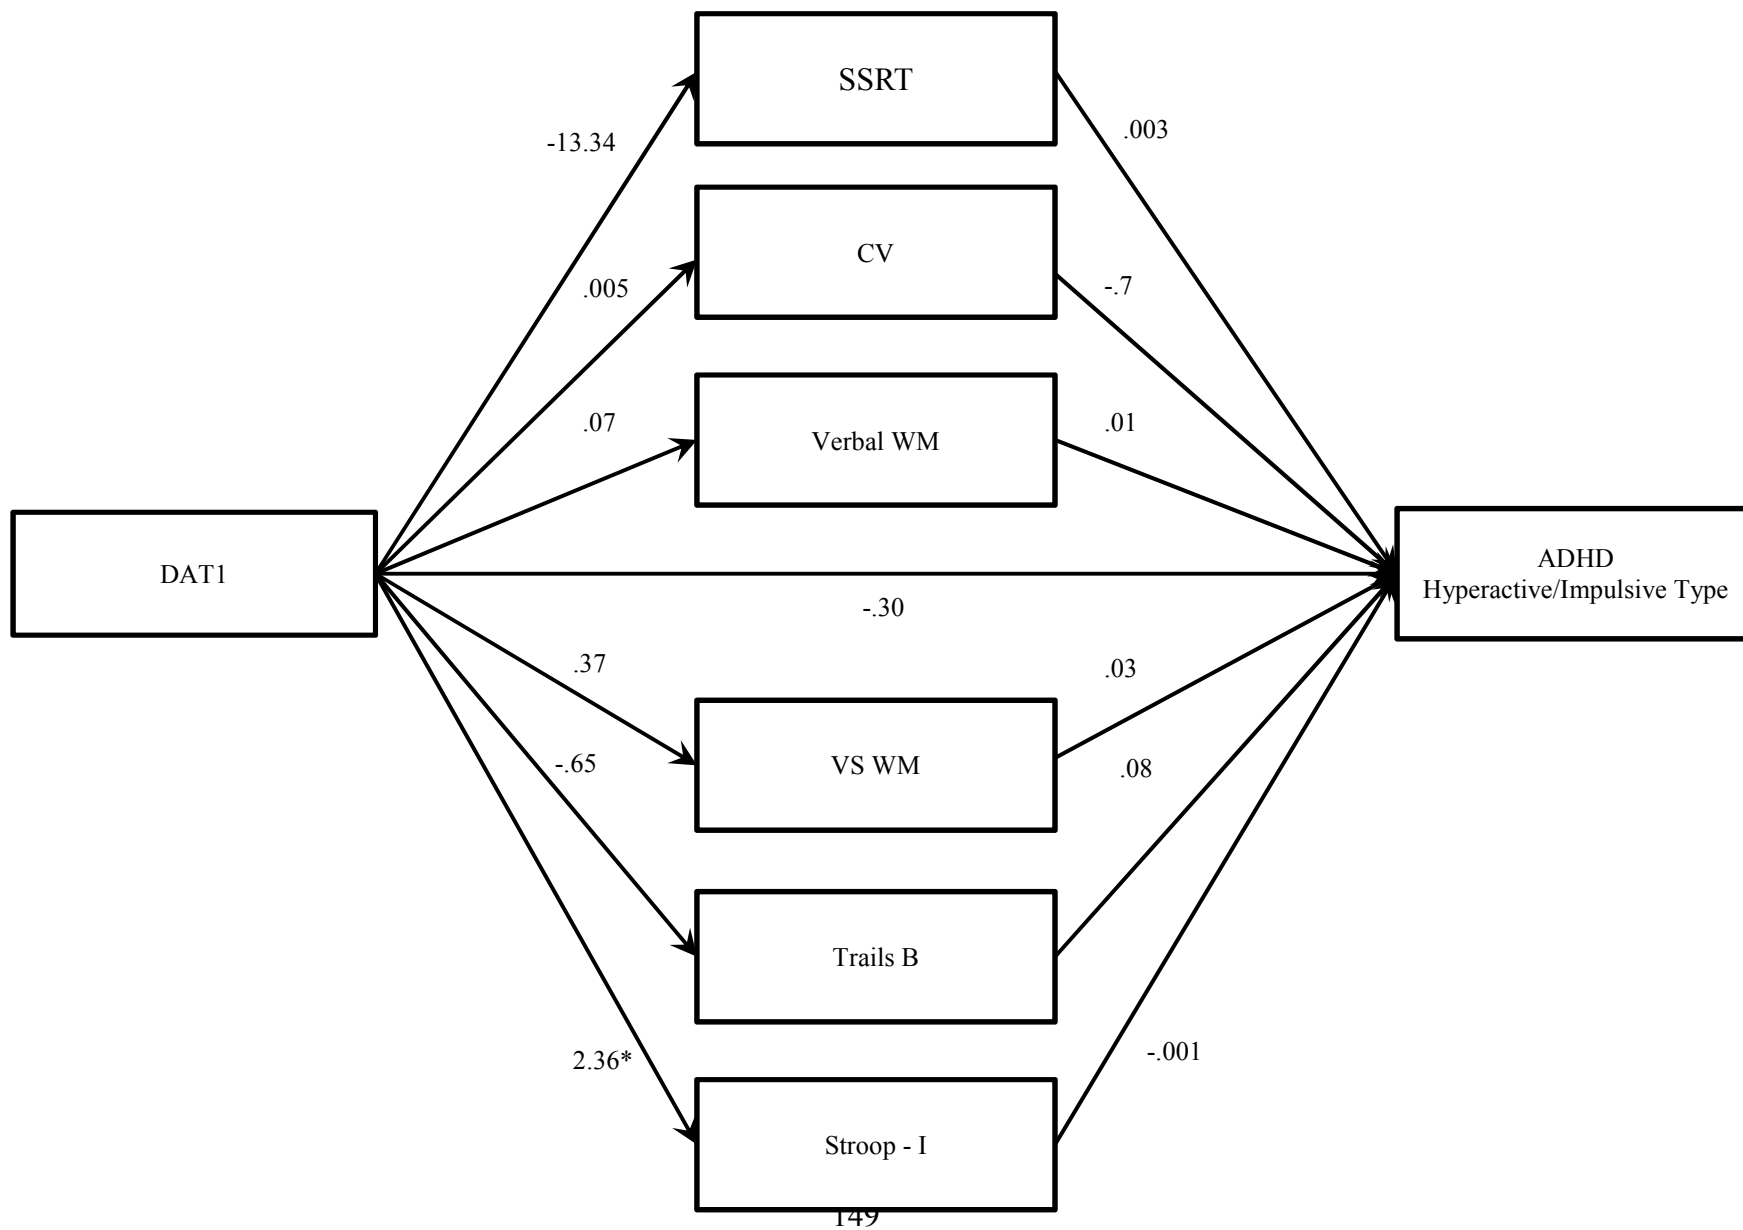 SSRT
-13.34
.003
CV
.005
-.7
.07
Verbal WM
.01
DAT1
ADHD
Hyperactive/Impulsive Type
-.30
.37
.03
VS WM
-.65
.08
Trails B
2.36*
-.001
Stroop - I
149